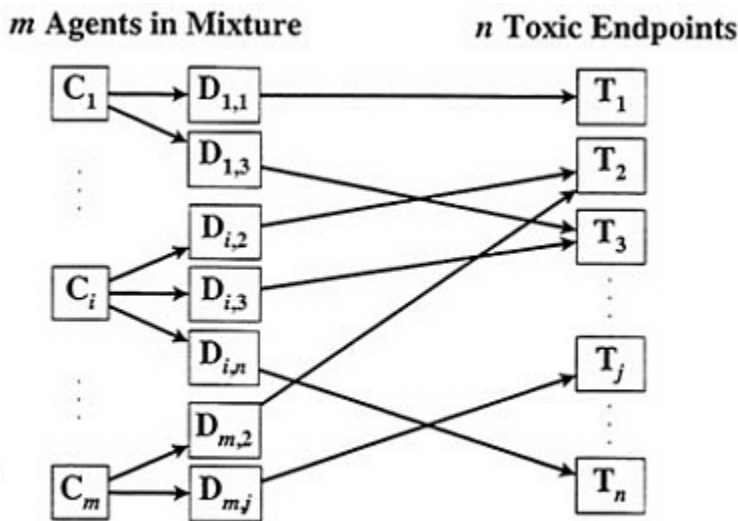 m Agents in Mixture
n Toxic Endpoints
C1 D1,1 T1
D1,3 T2
Di,2 T3
Ci Di,3
Di,n Tj
Dm,2
Cm Dm,j Tn